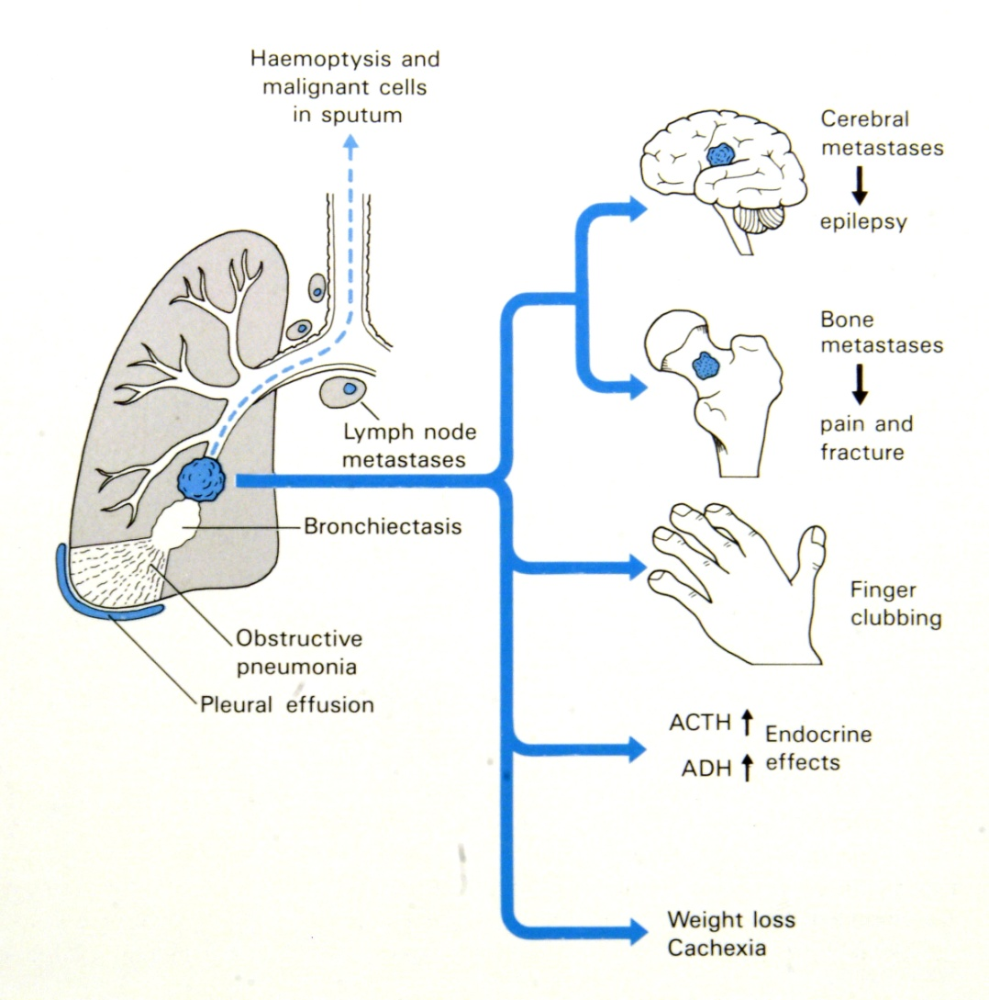 Haemoptysis and
malignant cells
in sputum
Cerebral
metastases
epilepsy
Bone
metastases
pain and
fracture
Lymph node
metastases
Bronchiectasis
Obstructive
pneumonia
Pleural effusion
Finger
clubbing
ACTH ↑ Endocrine
ADH ↑ effects
Weight loss
Cachexia